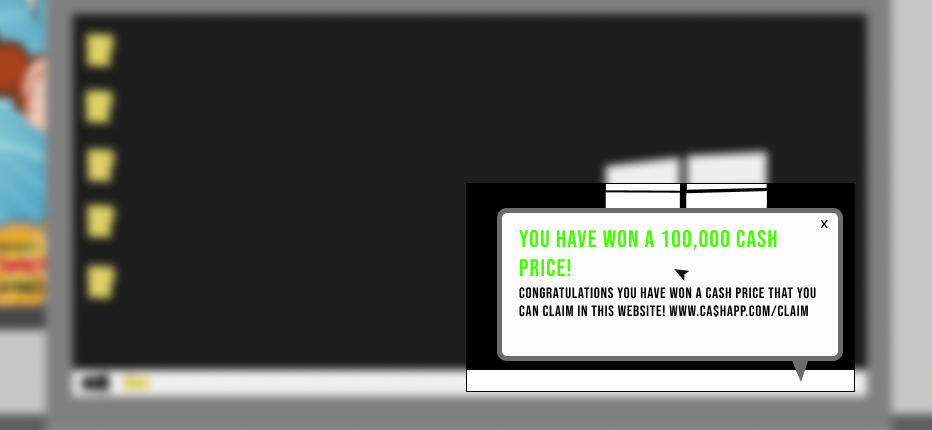 X
YOU HAVE WON A 100,000 CASH
PRICE!
CONGRATULATIONS YOU HAVE WON A CASH PRICE THAT YOU
CAN CLAIM IN THIS WEBSITE! WWW.CA$HAPP.COM/CLAIM